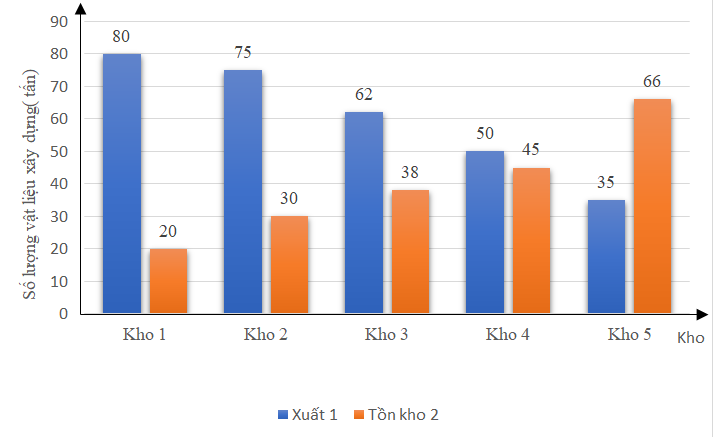 Số lượng vật liệu xây dựng( tấn)
90
80
70
60
50
40
30
20
10
0
80
20
75
30
62
38
50
45
35
66
Kho 1
Kho 2
Kho 3
Kho 4
Kho 5
Kho
Xuất 1
Tồn kho 2